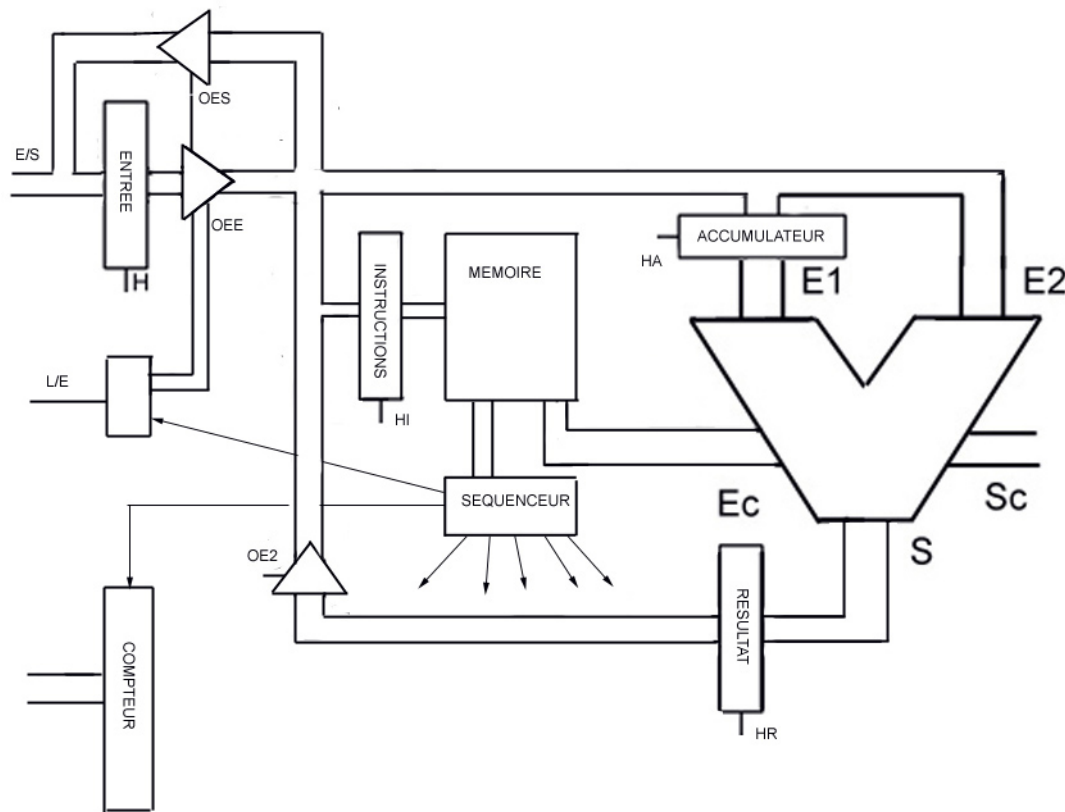 OES
E/S
ENTREE
OEE
H
ACCUMULATEUR
HA
E1
E2
INSTRUCTIONS
MEMOIRE
L/E
HI
SEQUENCEUR
Ec
Sc
S
OE2
RESULTAT
COMPTEUR
HR